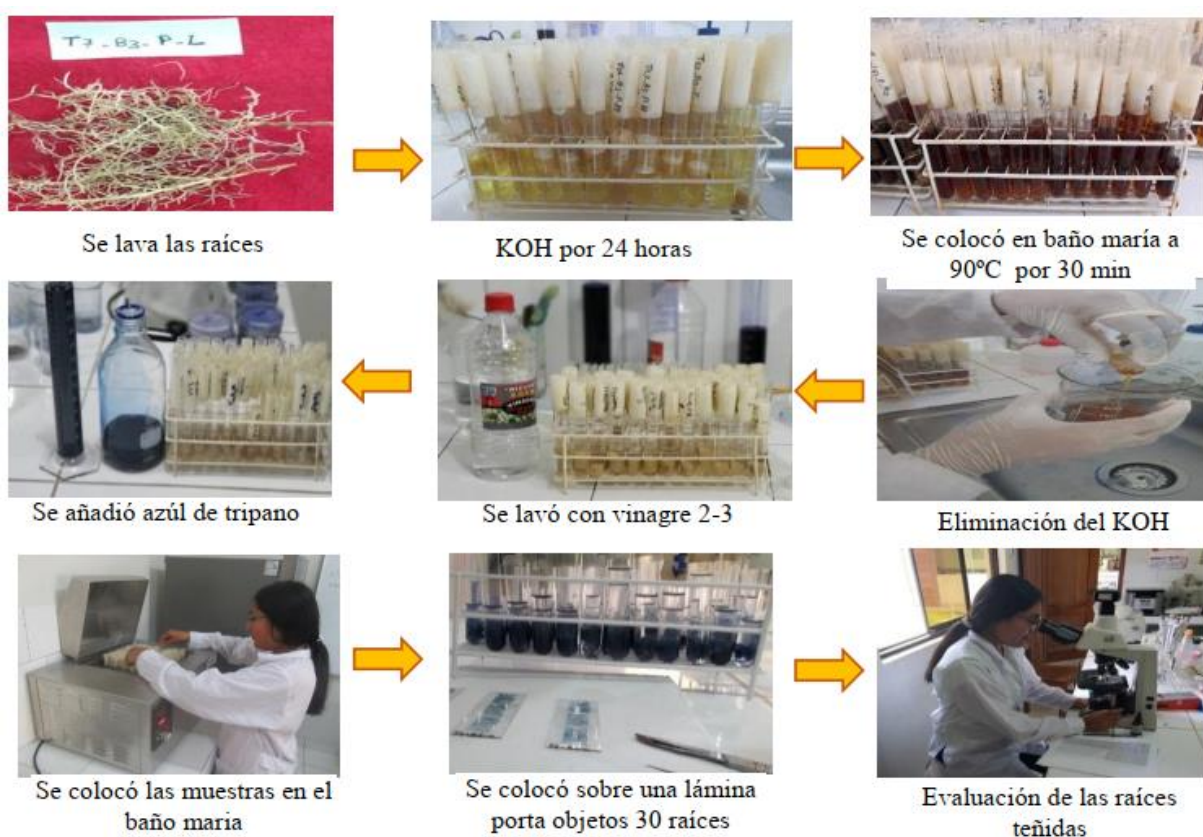 T7-B3-P-L
Se lava las raíces
KOH por 24 horas
Se colocó en baño maría a
90ºC por 30 min
Se añadió azúl de tripano
Se lavó con vinagre 2-3
Eliminación del KOH
Se colocó las muestras en el
baño maria
Se colocó sobre una lámina
porta objetos 30 raíces
Evaluación de las raíces
teñidas